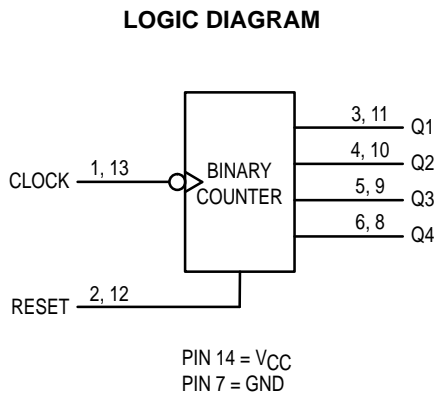 LOGIC DIAGRAM
3, 11 Q1
4, 10 Q2
CLOCK 1, 13 BINARY COUNTER
5, 9 Q3
6, 8 Q4
RESET 2, 12
PIN 14 = VCC
PIN 7 = GND